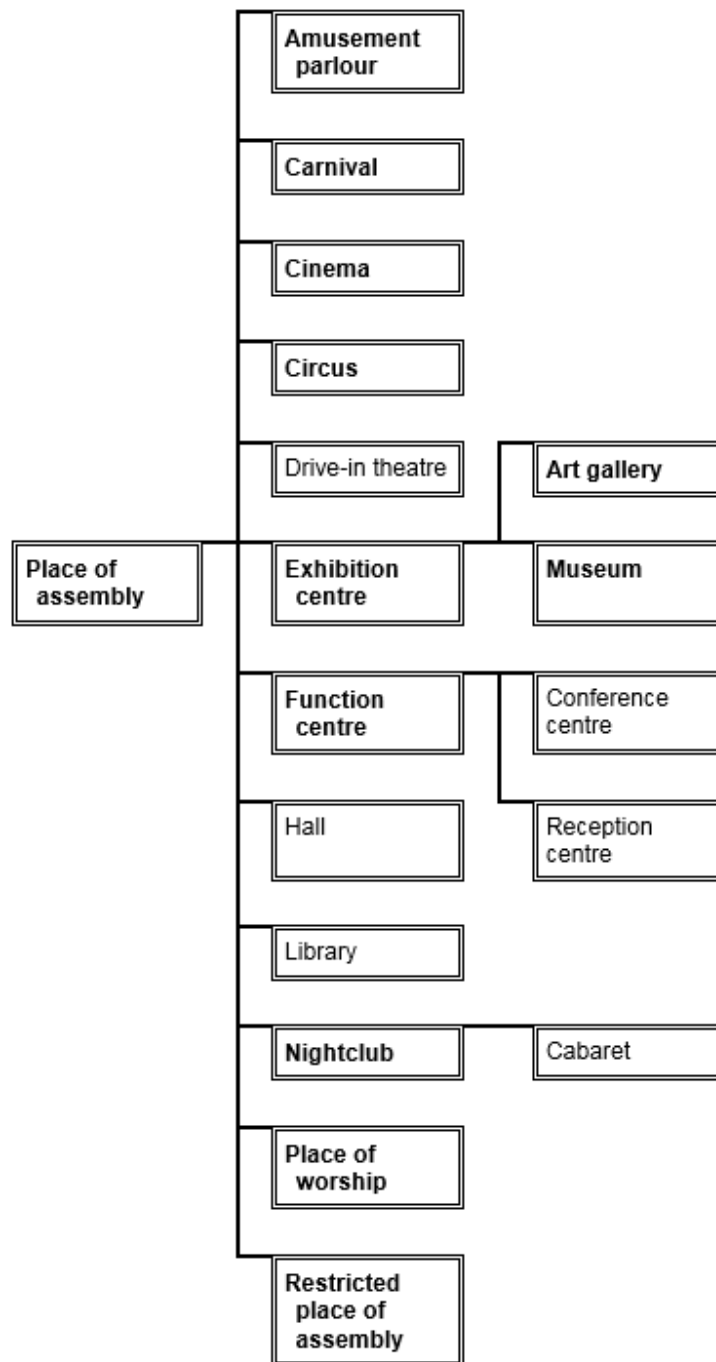 Amusement
parlour
Carnival
Cinema
Circus
Drive-in theatre
Art gallery
Place of
assembly
Exhibition
centre
Museum
Function
centre
Conference
centre
Hall
Reception
centre
Library
Nightclub
Cabaret
Place of
worship
Restricted
place of
assembly